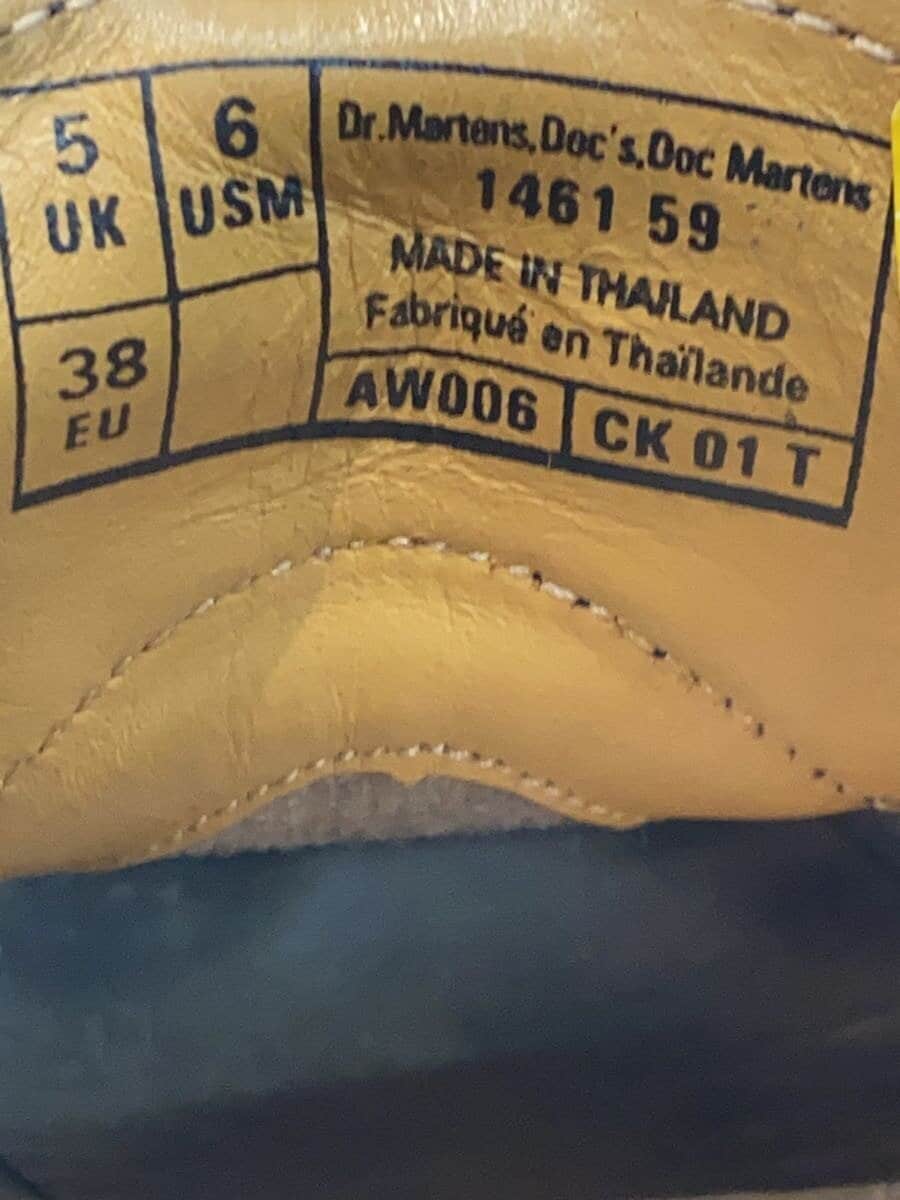 5
UK
6
USM
38
EU
Dr.Martens,Doc's,Doc Martens
1461 59
MADE IN THAILAND
Fabriqué en Thaïlande
AW006
CK 01 T